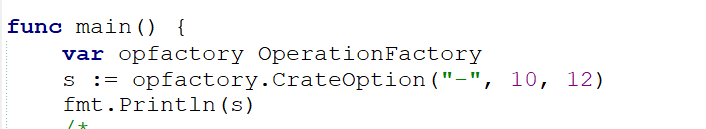 func main() {
var opfactory OperationFactory
s := opfactory.CrateOption("-", 10, 12)
fmt.Println(s)
/*